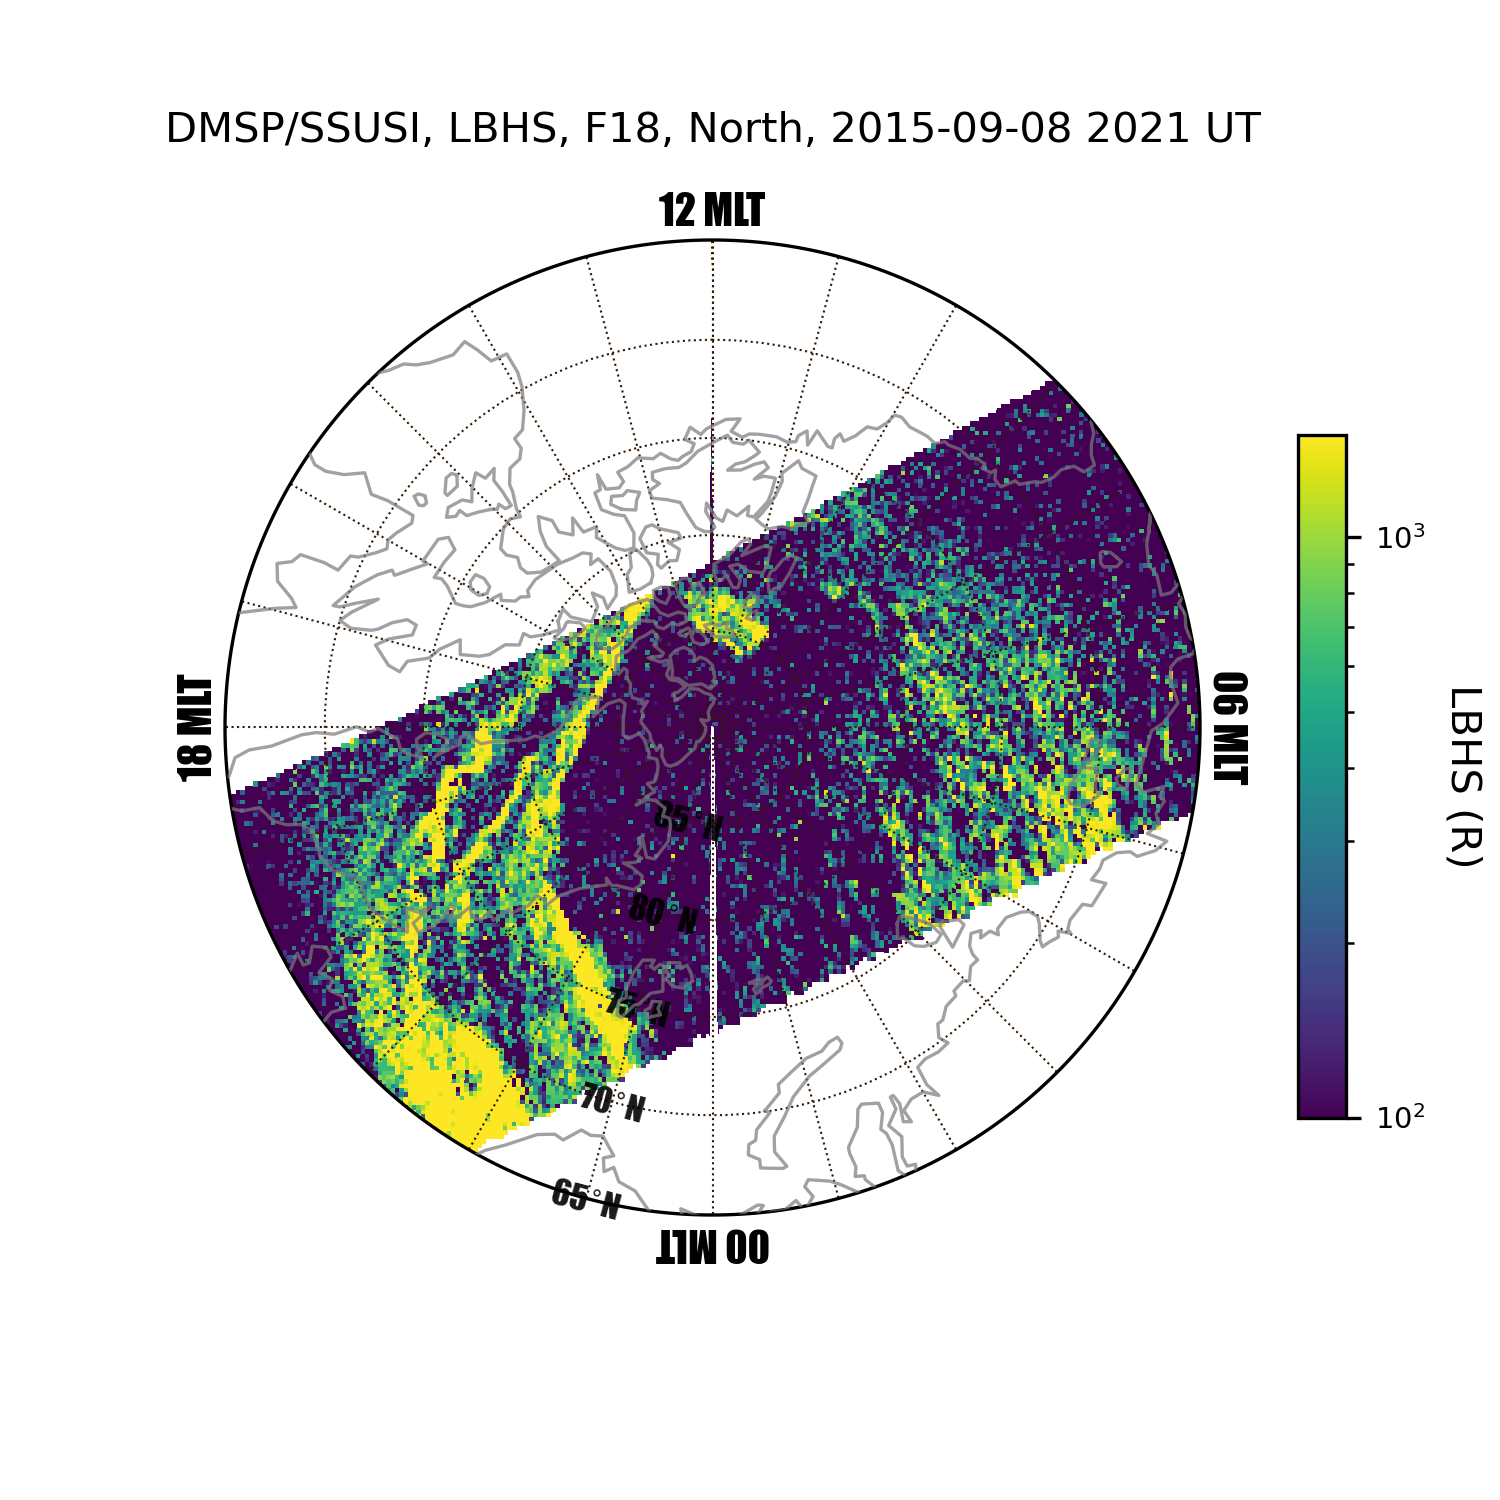 DMSP/SSUSI, LBHS, F18, North, 2015-09-08 2021 UT
12 MLT
18 MLT
06 MLT
85°N
80°N
75°N
70°N
65°N
00 MLT
10³
10²
LBHS (R)